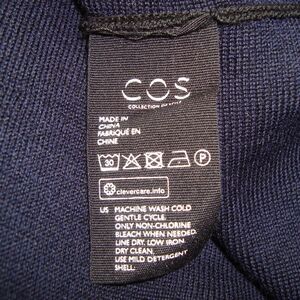 COS
COLLECTION OF STYLE
MADE IN
CHINA
FABRIQUÉ EN
CHINE
30 P
clevercare.info
US MACHINE WASH COLD
GENTLE CYCLE.
ONLY NON-CHLORINE
BLEACH WHEN NEEDED.
LINE DRY. LOW IRON.
DRY CLEAN.
USE MILD DETERGENT
SHELL: